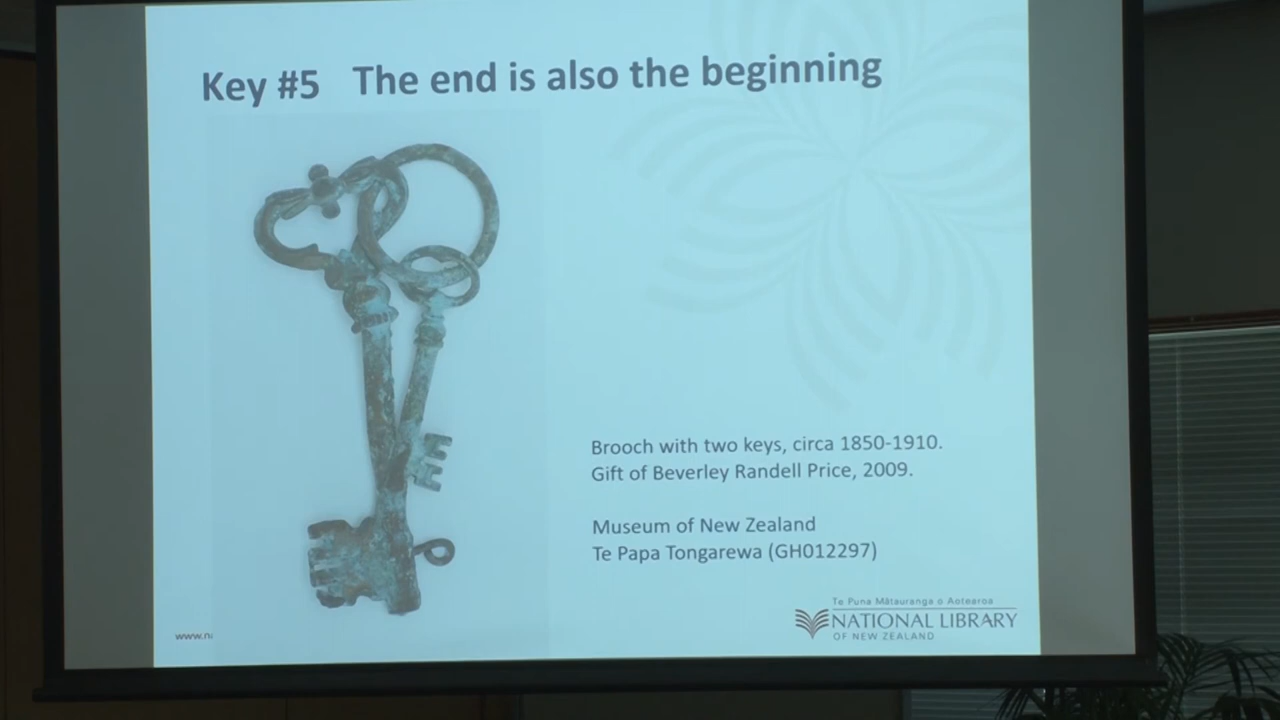 Key #5 The end is also the beginning
Brooch with two keys, circa 1850-1910.
Gift of Beverley Randell Price, 2009.
Museum of New Zealand
Te Papa Tongarewa (GH012297)
Te Puna Mātauranga o Aotearoa
NATIONAL LIBRARY
OF NEW ZEALAND